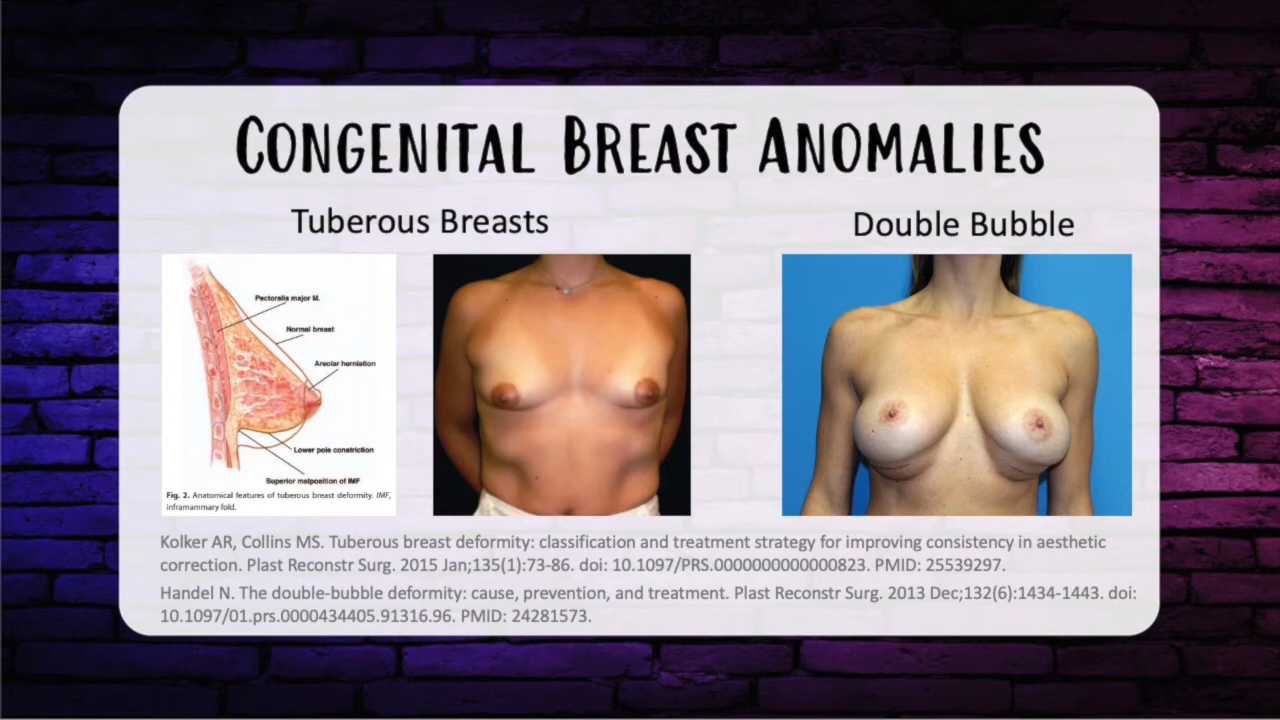 CONGENITAL BREAST ANOMALIES
Tuberous Breasts
Double Bubble
Pectoralis major M.
Normal breast
Areolar herniation
Lower pole constriction
Superior malposition of IMF
Fig. 2. Anatomical features of tuberous breast deformity. IMF,
inframammary fold.
Kolker AR, Collins MS. Tuberous breast deformity: classification and treatment strategy for improving consistency in aesthetic
correction. Plast Reconstr Surg. 2015 Jan;135(1):73-86. doi: 10.1097/PRS.0000000000000823. PMID: 25539297.
Handel N. The double-bubble deformity: cause, prevention, and treatment. Plast Reconstr Surg. 2013 Dec;132(6):1434-1443. doi:
10.1097/01.prs.0000434405.91316.96. PMID: 24281573.